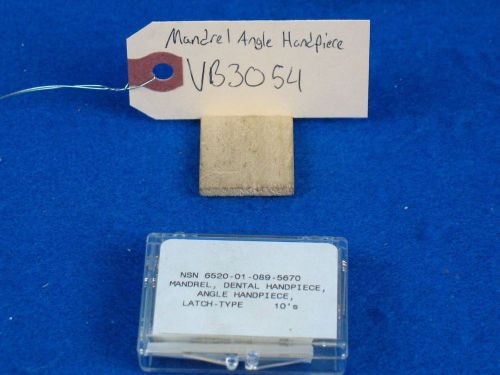 Mandrel Angle Handpiece
VB3054
NSN 6520-01-089-5670
MANDREL, DENTAL HANDPIECE,
ANGLE HANDPIECE,
LATCH-TYPE 10's